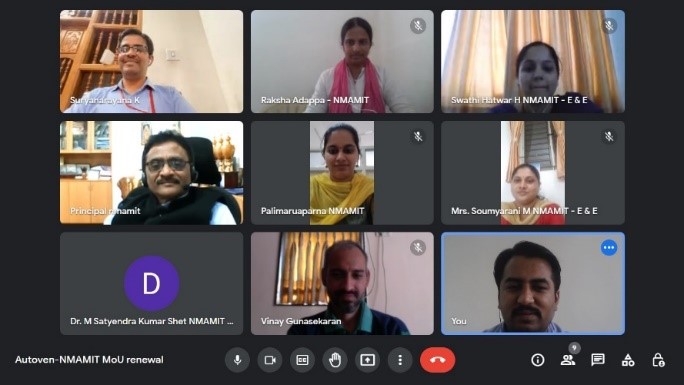 Suryanarayana K
Raksha Adappa - NMAMIT
Swathi Hatwar H NMAMIT - E & E
Principal nmamit
Palimaruaparna NMAMIT
Mrs. Soumyarani M NMAMIT - E & E
D
Dr. M Satyendra Kumar Shet NMAMIT ...
Vinay Gunasekaran
You
Autoven-NMAMIT MoU renewal
CC
9